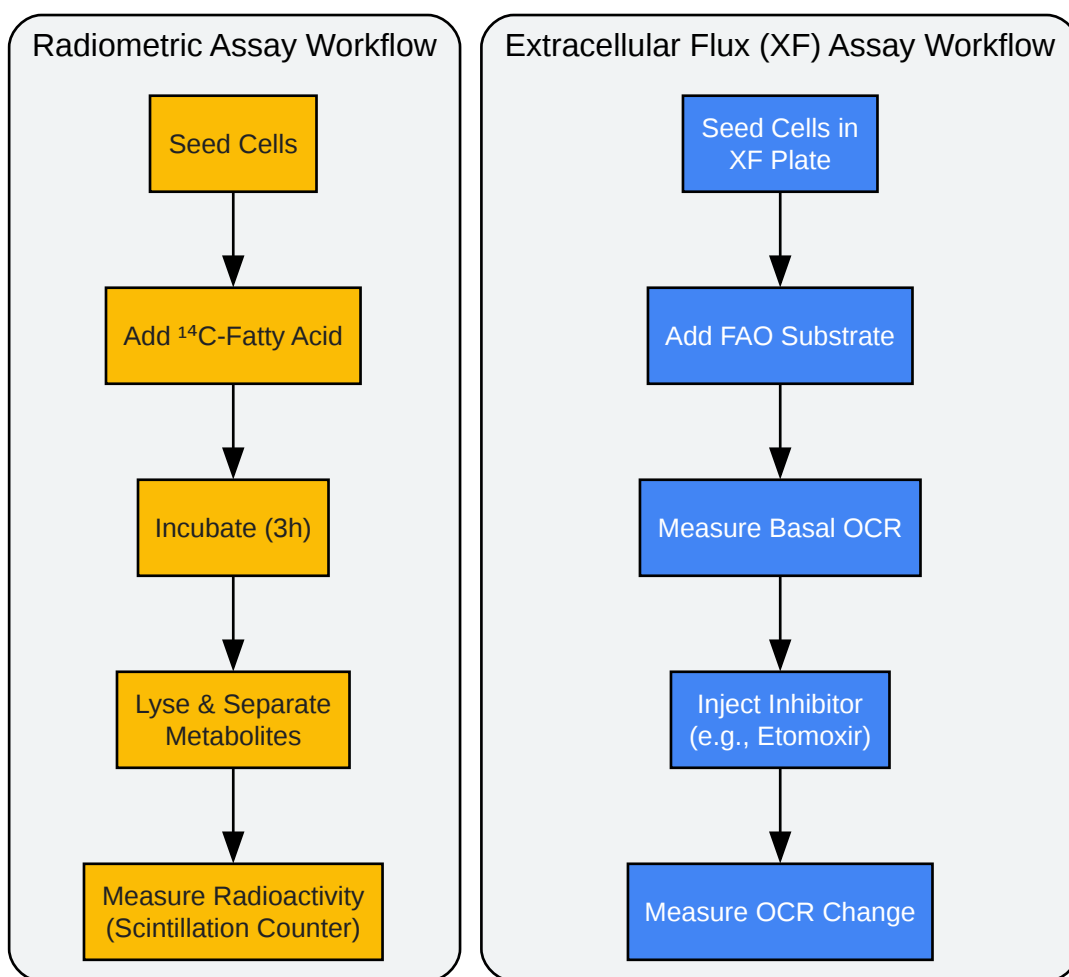 Radiometric Assay Workflow
Seed Cells
Add ¹⁴C-Fatty Acid
Incubate (3h)
Lyse & Separate
Metabolites
Measure Radioactivity
(Scintillation Counter)
Extracellular Flux (XF) Assay Workflow
Seed Cells in
XF Plate
Add FAO Substrate
Measure Basal OCR
Inject Inhibitor
(e.g., Etomoxir)
Measure OCR Change